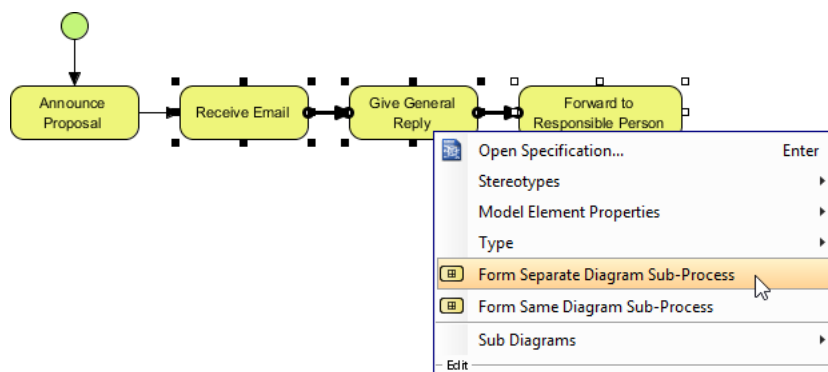 Announce
Proposal
Receive Email
Give General
Reply
Forward to
Responsible Person
Open Specification... Enter
Stereotypes
Model Element Properties
Type
Form Separate Diagram Sub-Process
Form Same Diagram Sub-Process
Sub Diagrams
Edit